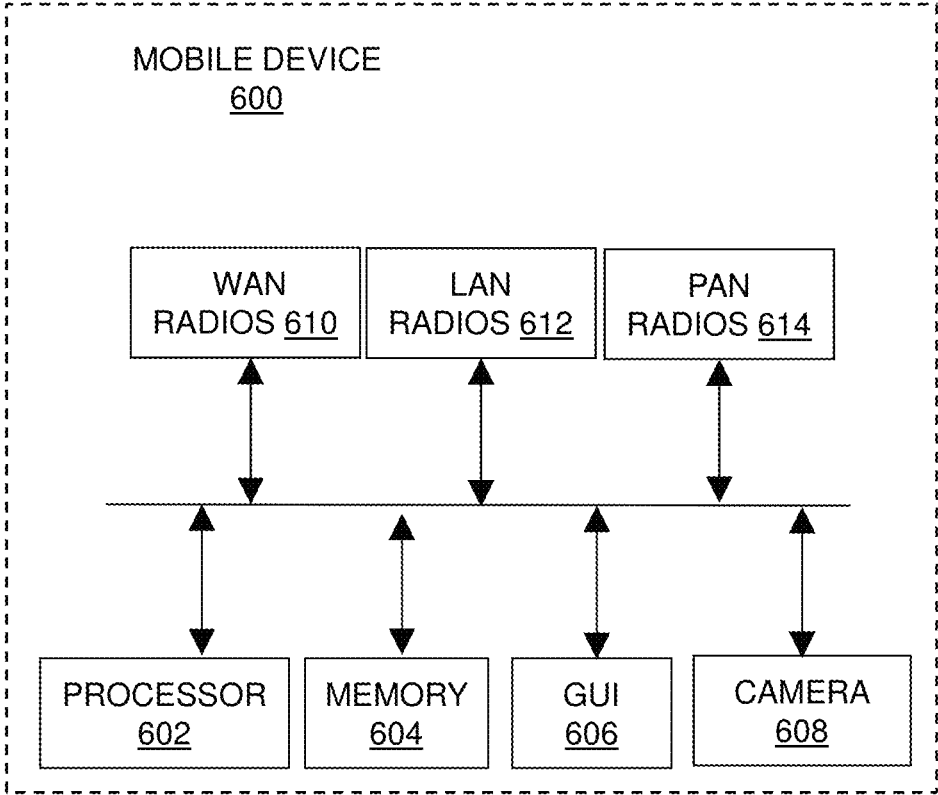 MOBILE DEVICE
600
WAN
RADIOS 610
LAN
RADIOS 612
PAN
RADIOS 614
PROCESSOR
602
MEMORY
604
GUI
606
CAMERA
608